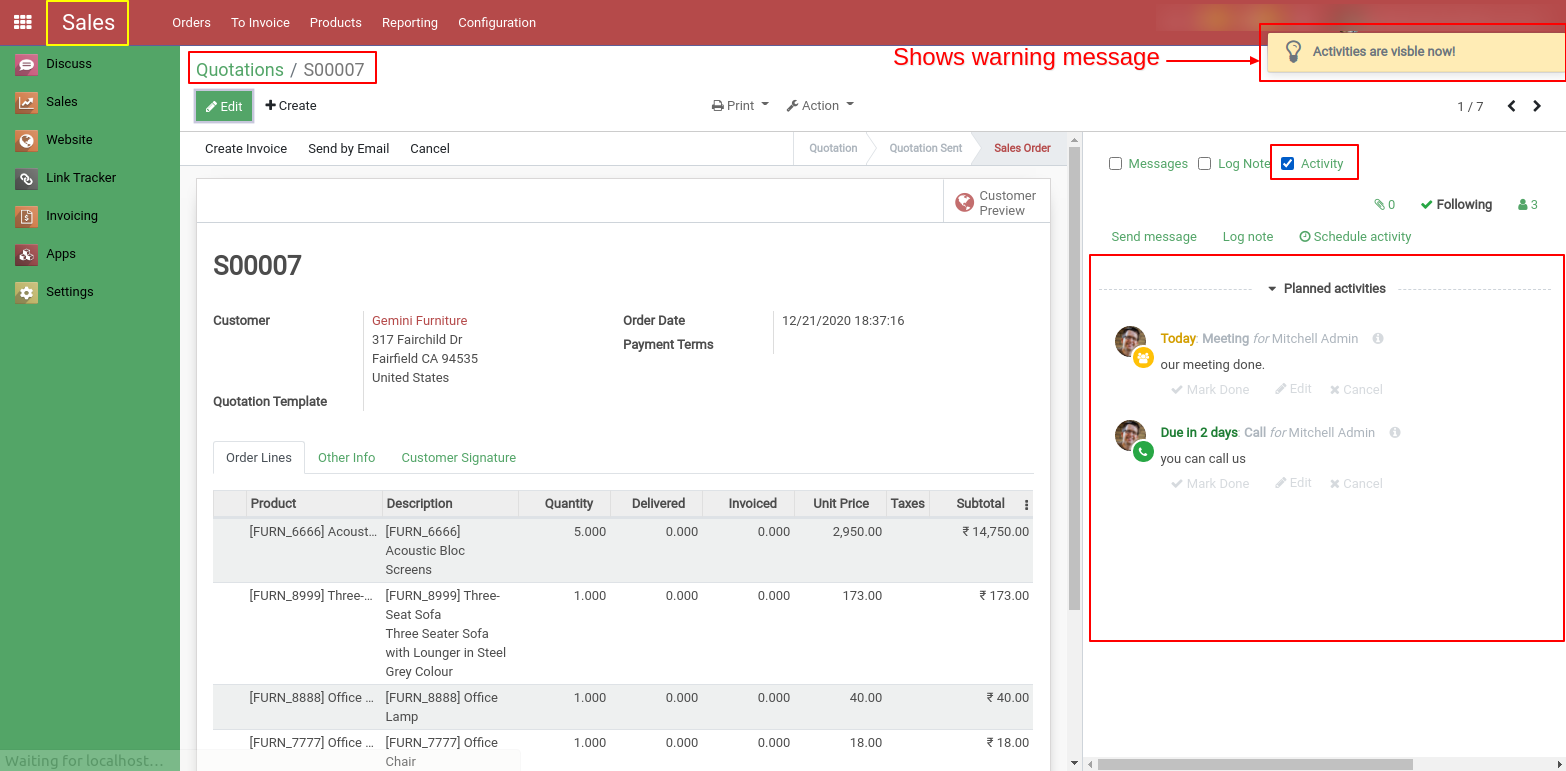 Sales
Orders To Invoice Products Reporting Configuration
Shows warning message
Activities are visble now!
Discuss
Sales
Website
Link Tracker
Invoicing
Apps
Settings
Quotations / S00007
Edit Create
Print Action
1 / 7
Create Invoice Send by Email Cancel
Quotation Quotation Sent Sales Order
Customer
Preview
S00007
Customer Gemini Furniture
317 Fairchild Dr
Fairfield CA 94535
United States
Order Date 12/21/2020 18:37:16
Payment Terms
Quotation Template
Order Lines Other Info Customer Signature
Product Description Quantity Delivered Invoiced Unit Price Taxes Subtotal
[FURN_6666] Acoust... [FURN_6666] 5.000 0.000 0.000 2,950.00 ₹ 14,750.00
Acoustic Bloc
Screens
[FURN_8999] Three-... [FURN_8999] Three- 1.000 0.000 0.000 173.00 ₹ 173.00
Seat Sofa
Three Seater Sofa
with Lounger in Steel
Grey Colour
[FURN_8888] Office ... [FURN_8888] Office 1.000 0.000 0.000 40.00 ₹ 40.00
Lamp
[FURN_7777] Office ... [FURN_7777] Office 1.000 0.000 0.000 18.00 ₹ 18.00
Chair
Messages Log Note Activity
0 Following 3
Send message Log note Schedule activity
Planned activities
Today: Meeting for Mitchell Admin
our meeting done.
Mark Done Edit Cancel
Due in 2 days: Call for Mitchell Admin
you can call us
Mark Done Edit Cancel
Waiting for localhost...